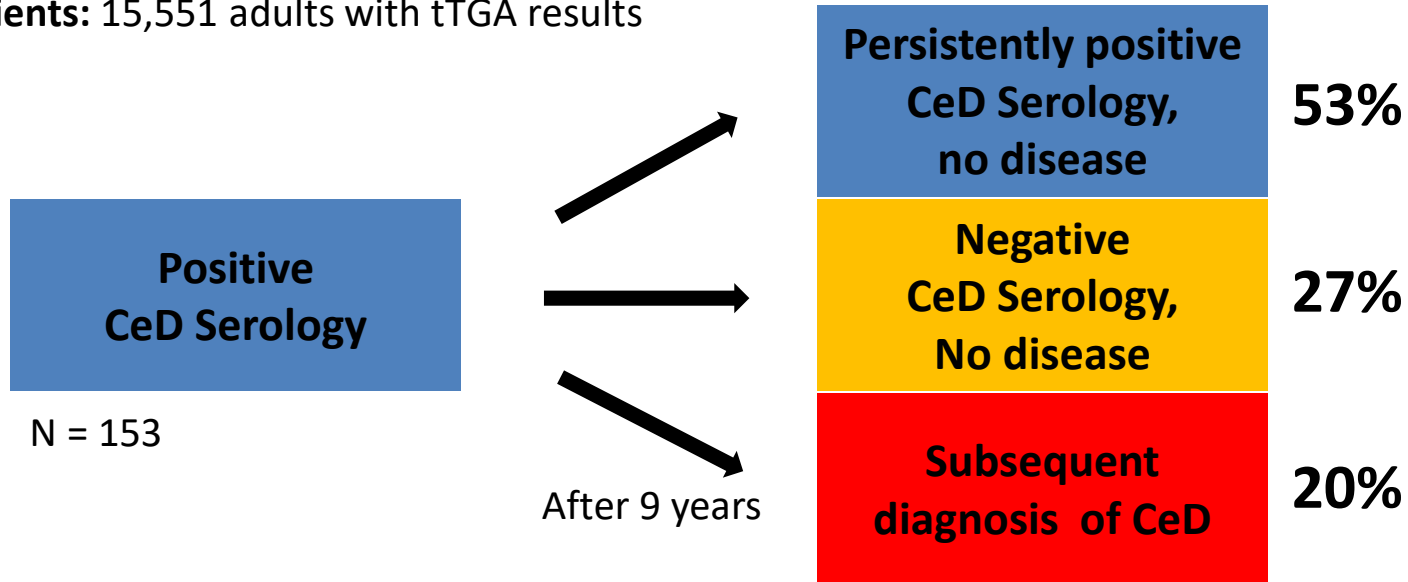 ients: 15,551 adults with tTGA results
Positive
CeD Serology
N = 153
After 9 years
Persistently positive
CeD Serology,
no disease
53%
Negative
CeD Serology,
No disease
27%
Subsequent
diagnosis of CeD
20%